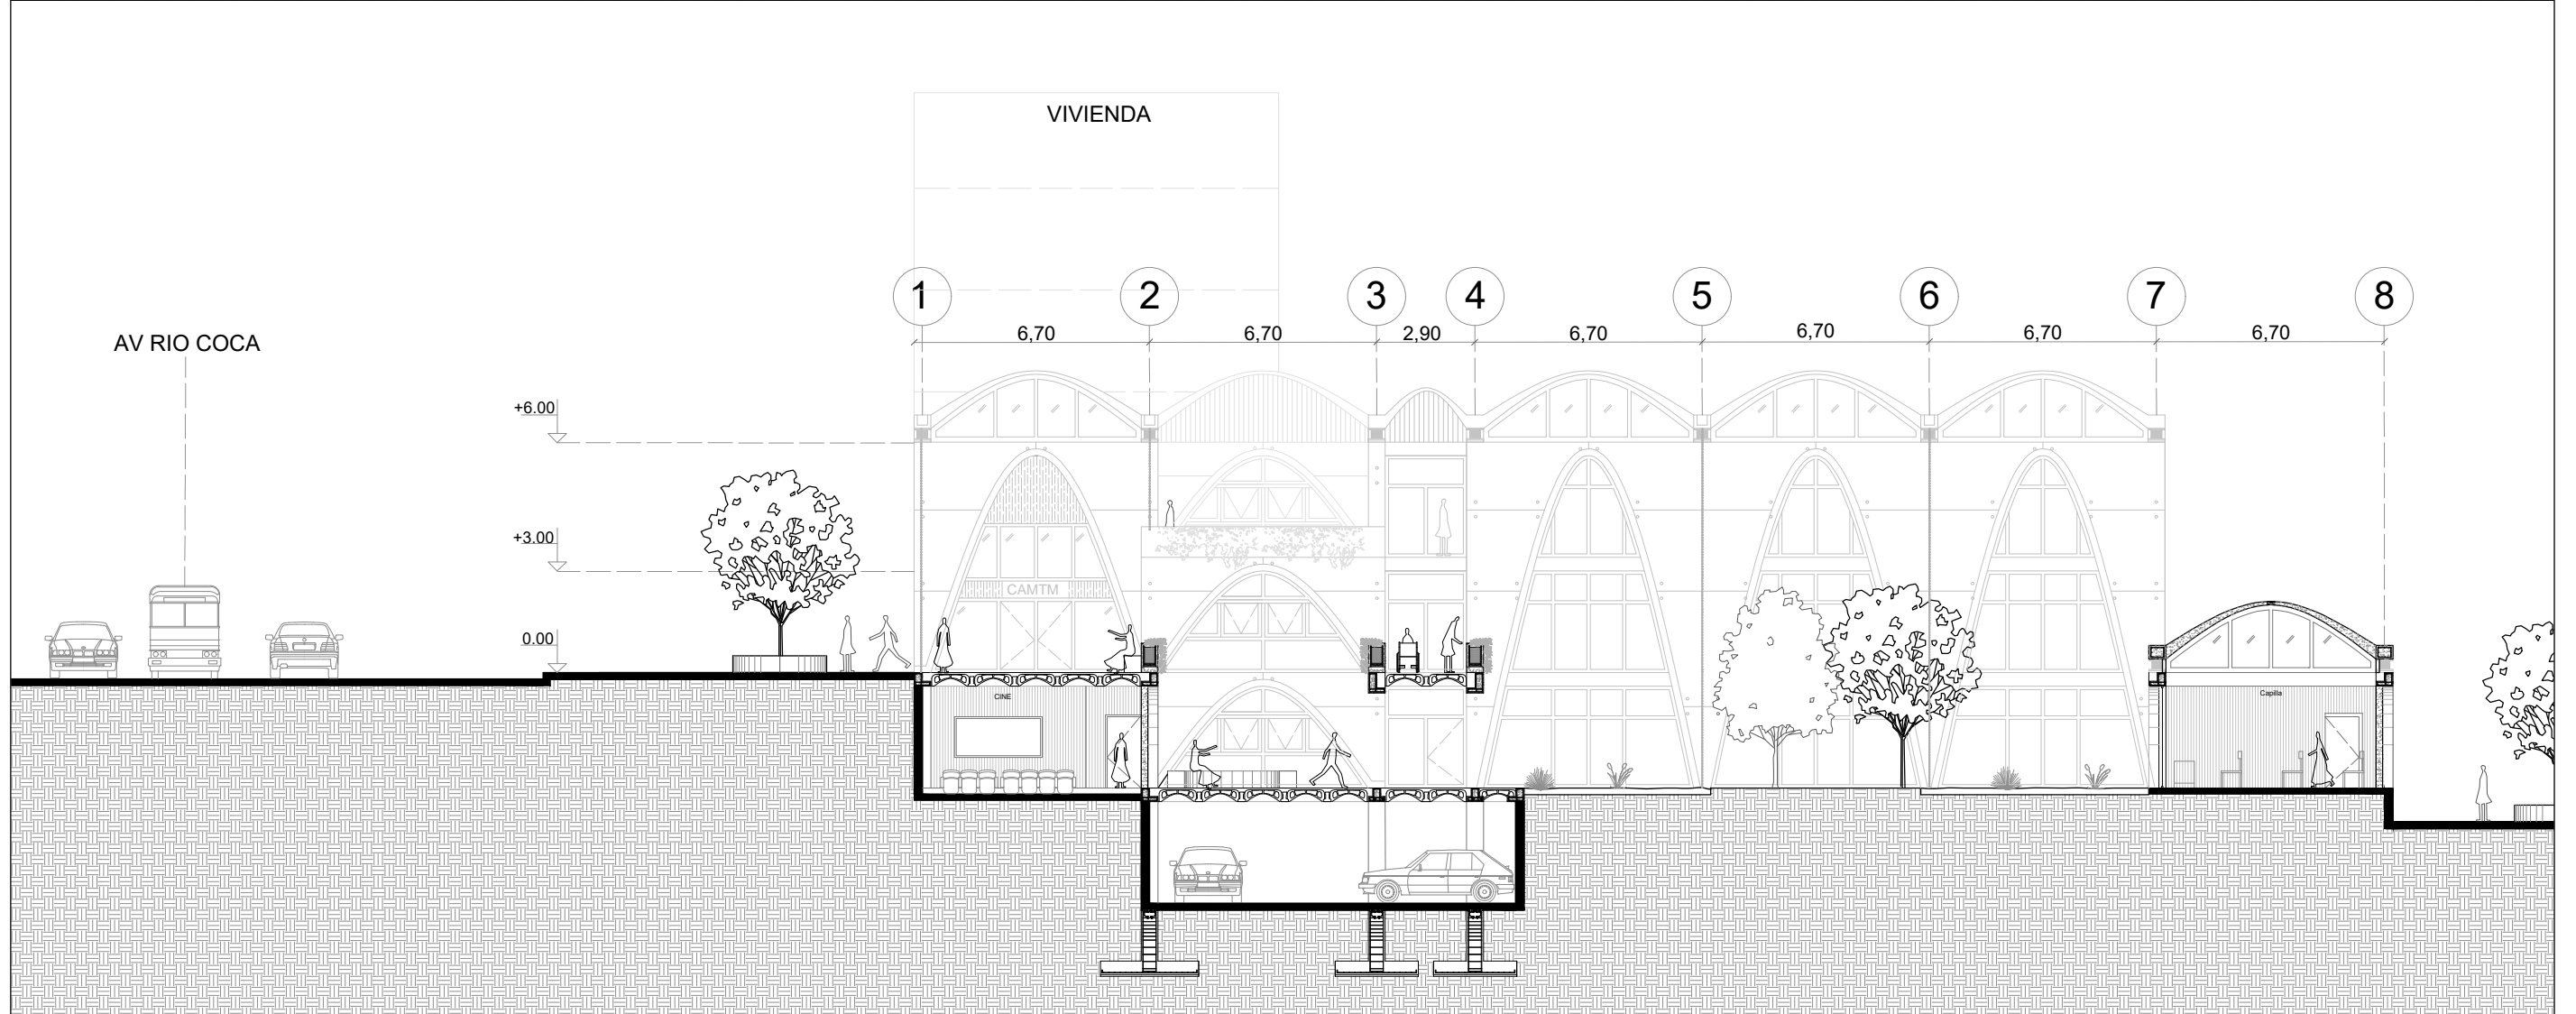 VIVIENDA
1 2 3 4 5 6 7 8
AV RIO COCA
6,70 6,70 2,90 6,70 6,70 6,70 6,70
+6.00
+3.00
CAMTM
0.00
CINE
Capilla